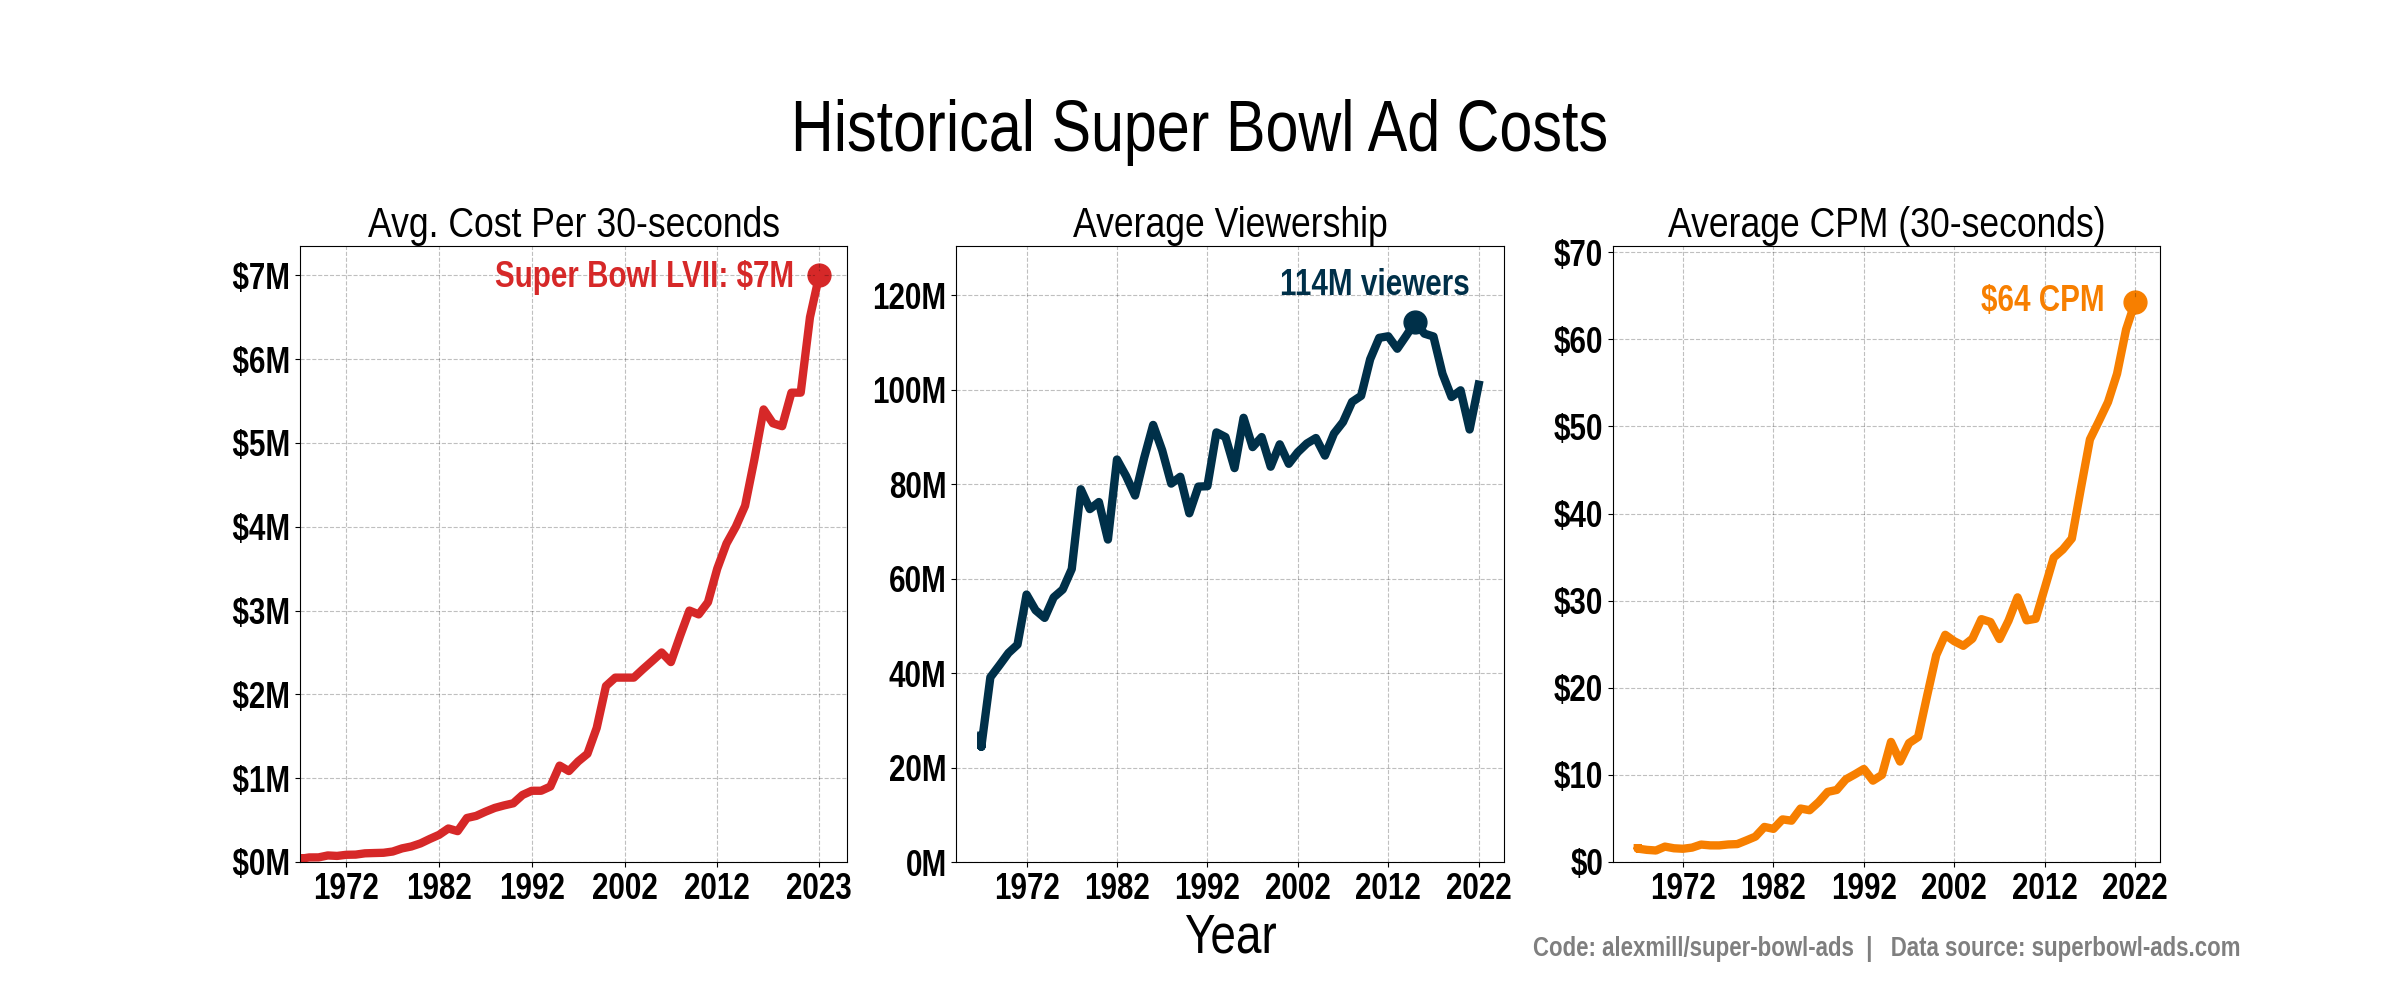 Historical Super Bowl Ad Costs
Avg. Cost Per 30-seconds
Super Bowl LVII: $7M
$7M
$6M
$5M
$4M
$3M
$2M
$1M
$0M
1972 1982 1992 2002 2012 2023
Average Viewership
114M viewers
120M
100M
80M
60M
40M
20M
0M
1972 1982 1992 2002 2012 2022
Year
Average CPM (30-seconds)
$64 CPM
$70
$60
$50
$40
$30
$20
$10
$0
1972 1982 1992 2002 2012 2022
Code: alexmill/super-bowl-ads | Data source: superbowl-ads.com